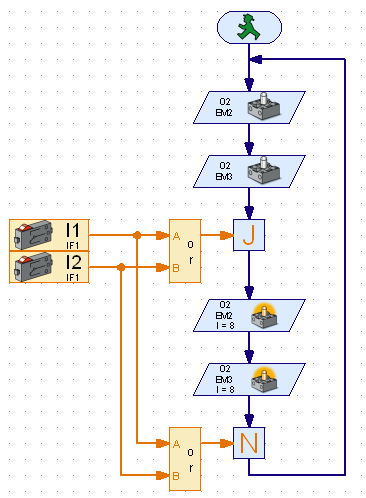 O2
EM2
O2
EM3
I1
IF1
I2
IF1
A
B
o
r
J
O2
EM2
I = 8
O2
EM3
I = 8
A
B
o
r
N